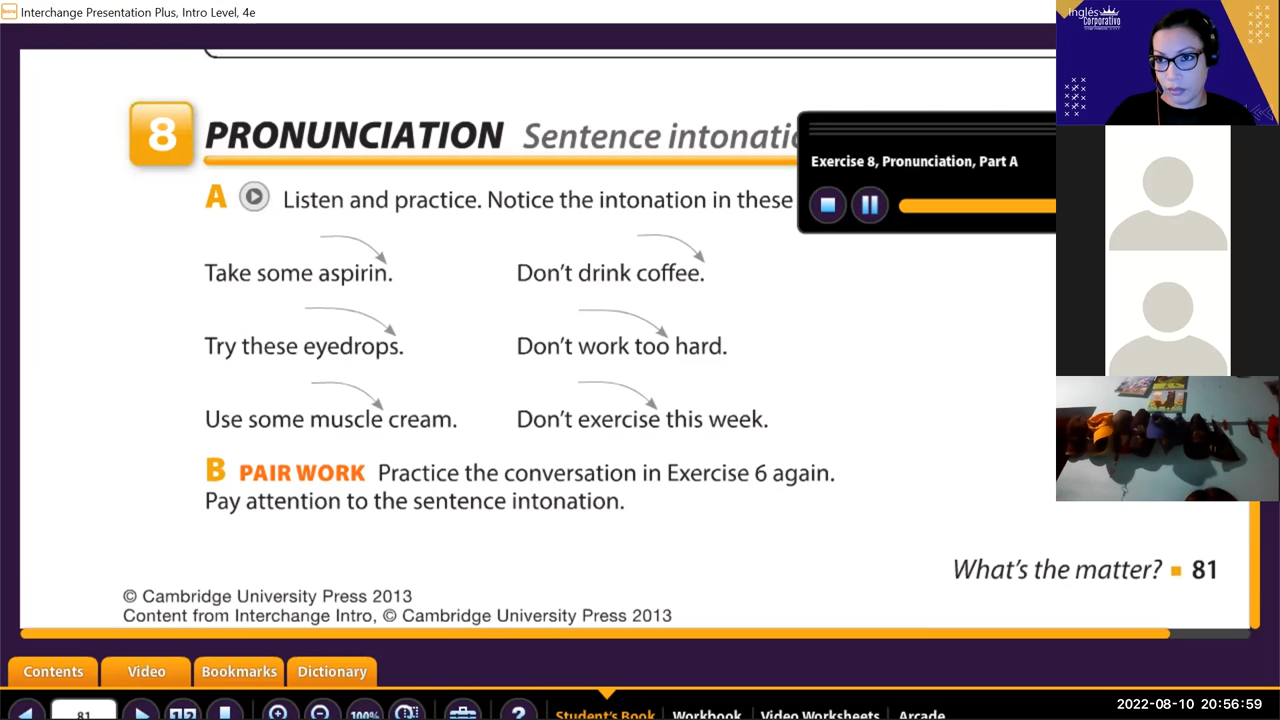 Interchange Presentation Plus, Intro Level, 4e
Inglés
Corporativo
8 PRONUNCIATION Sentence intonatio
Exercise 8, Pronunciation, Part A
A Listen and practice. Notice the intonation in these
Take some aspirin. Don't drink coffee.
Try these eyedrops. Don't work too hard.
Use some muscle cream. Don't exercise this week.
B PAIR WORK Practice the conversation in Exercise 6 again.
Pay attention to the sentence intonation.
What's the matter? ■ 81
© Cambridge University Press 2013
Content from Interchange Intro, © Cambridge University Press 2013
Contents Video Bookmarks Dictionary
81 100% ? Student's Book Workbook Video Worksheets Arcade
2022-08-10 20:56:59